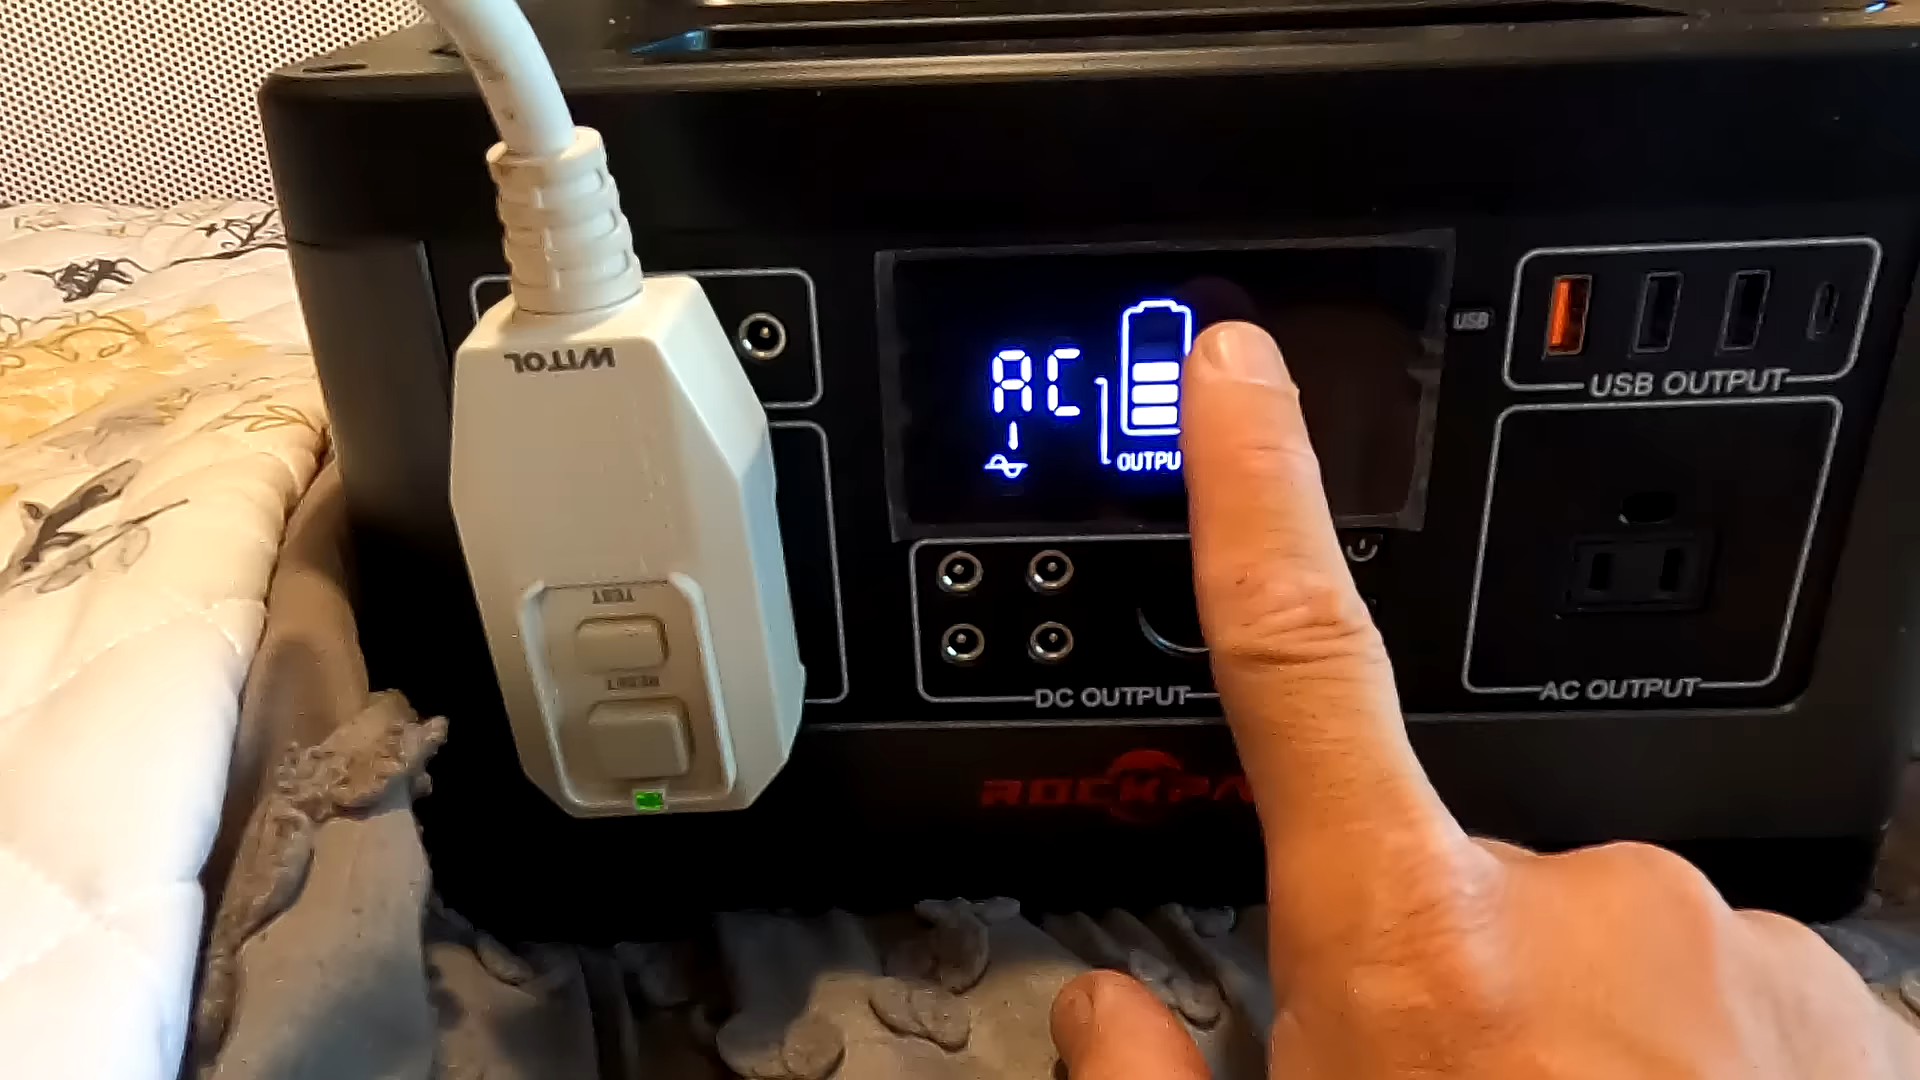 WITOL
TEST
RESET
AC
OUTPU
USB
USB OUTPUT
DC OUTPUT
AC OUTPUT
ROCKPA